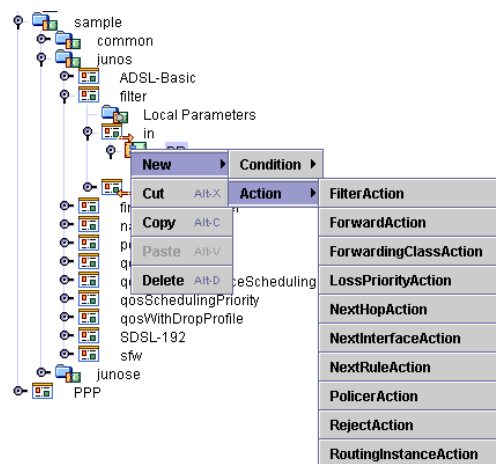 sample
common
junos
ADSL-Basic
filter
Local Parameters
in
New
Condition
Cut Alt-X
Action
FilterAction
Copy Alt-C
ForwardAction
Paste Alt-V
ForwardingClassAction
Delete Alt-D
ceScheduling
LossPriorityAction
qosSchedulingPriority
NextHopAction
qosWithDropProfile
NextInterfaceAction
SDSL-192
NextRuleAction
sfw
PolicerAction
junose
RejectAction
PPP
RoutingInstanceAction